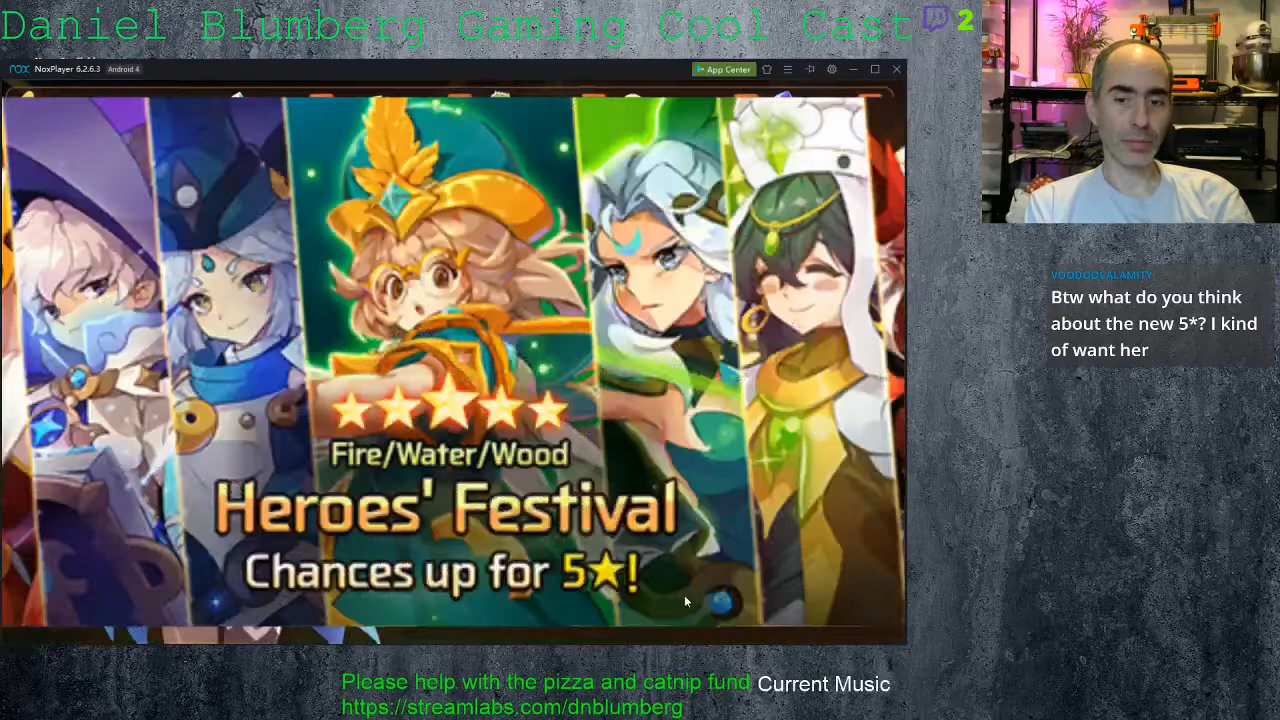 Daniel Blumberg Gaming Cool Cast
2
nox NoxPlayer 6.2.6.3 Android 4
App Center
VOODOOCALAMITY
Btw what do you think
about the new 5*? I kind
of want her
Fire/Water/Wood
Heroes' Festival
Chances up for 5★!
Please help with the pizza and catnip fund
https://streamlabs.com/dnblumberg
Current Music